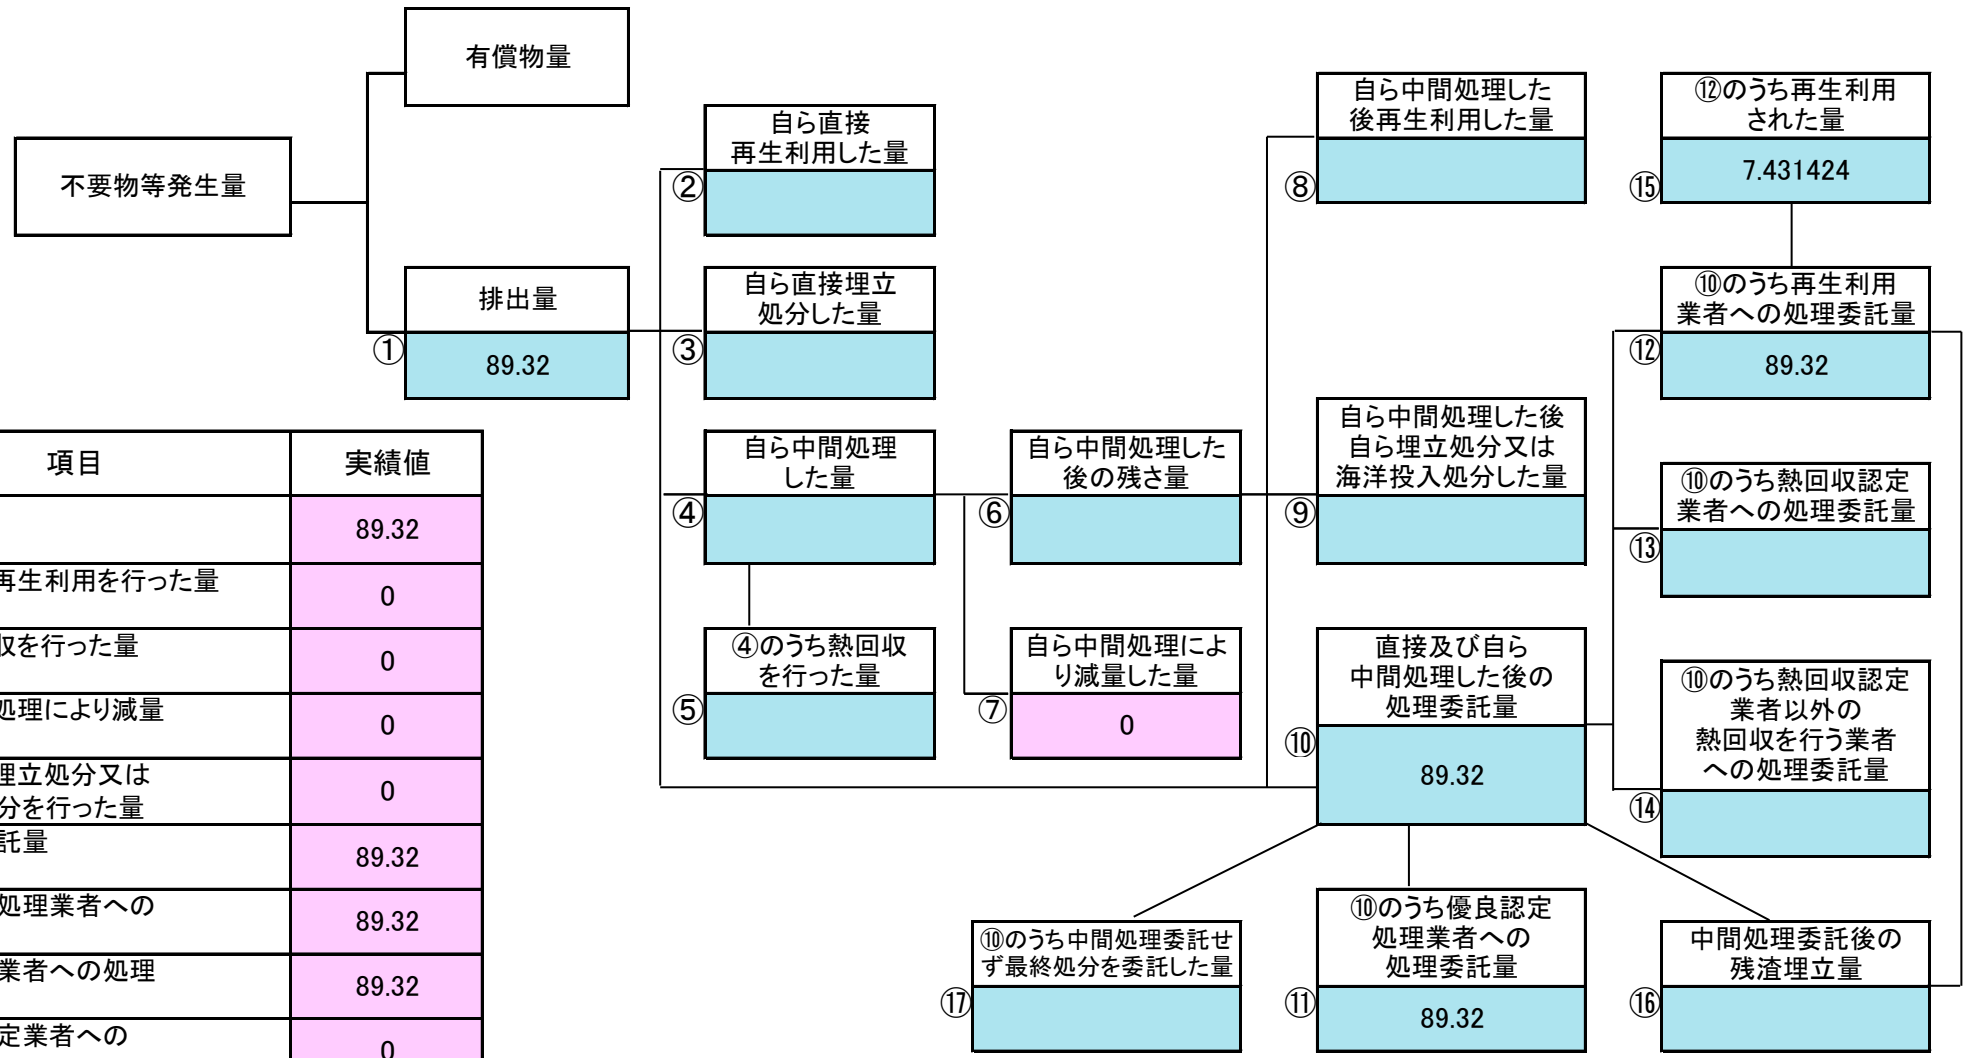 有償物量
不要物等発生量
排出量
①
89.32
自ら直接
再生利用した量
②
自ら直接埋立
処分した量
③
自ら中間処理
した量
④
④のうち熱回収
を行った量
⑤
自ら中間処理した
後の残さ量
⑥
自ら中間処理によ
り減量した量
⑦
0
自ら中間処理した
後再生利用した量
⑧
自ら中間処理した後
自ら埋立処分又は
海洋投入処分した量
⑨
直接及び自ら
中間処理した後の
処理委託量
⑩
89.32
⑫のうち再生利用
された量
⑮
7.431424
⑩のうち再生利用
業者への処理委託量
⑫
89.32
⑩のうち熱回収認定
業者への処理委託量
⑬
⑩のうち熱回収認定
業者以外の
熱回収を行う業者
への処理委託量
⑭
⑩のうち中間処理委託せ
ず最終処分を委託した量
⑰
⑩のうち優良認定
処理業者への
処理委託量
⑪
89.32
中間処理委託後の
残渣埋立量
⑯
項目 実績値
89.32
再生利用を行った量
0
収を行った量
0
処理により減量
0
埋立処分又は
分を行った量
0
託量
89.32
処理業者への
89.32
業者への処理
89.32
定業者への
0